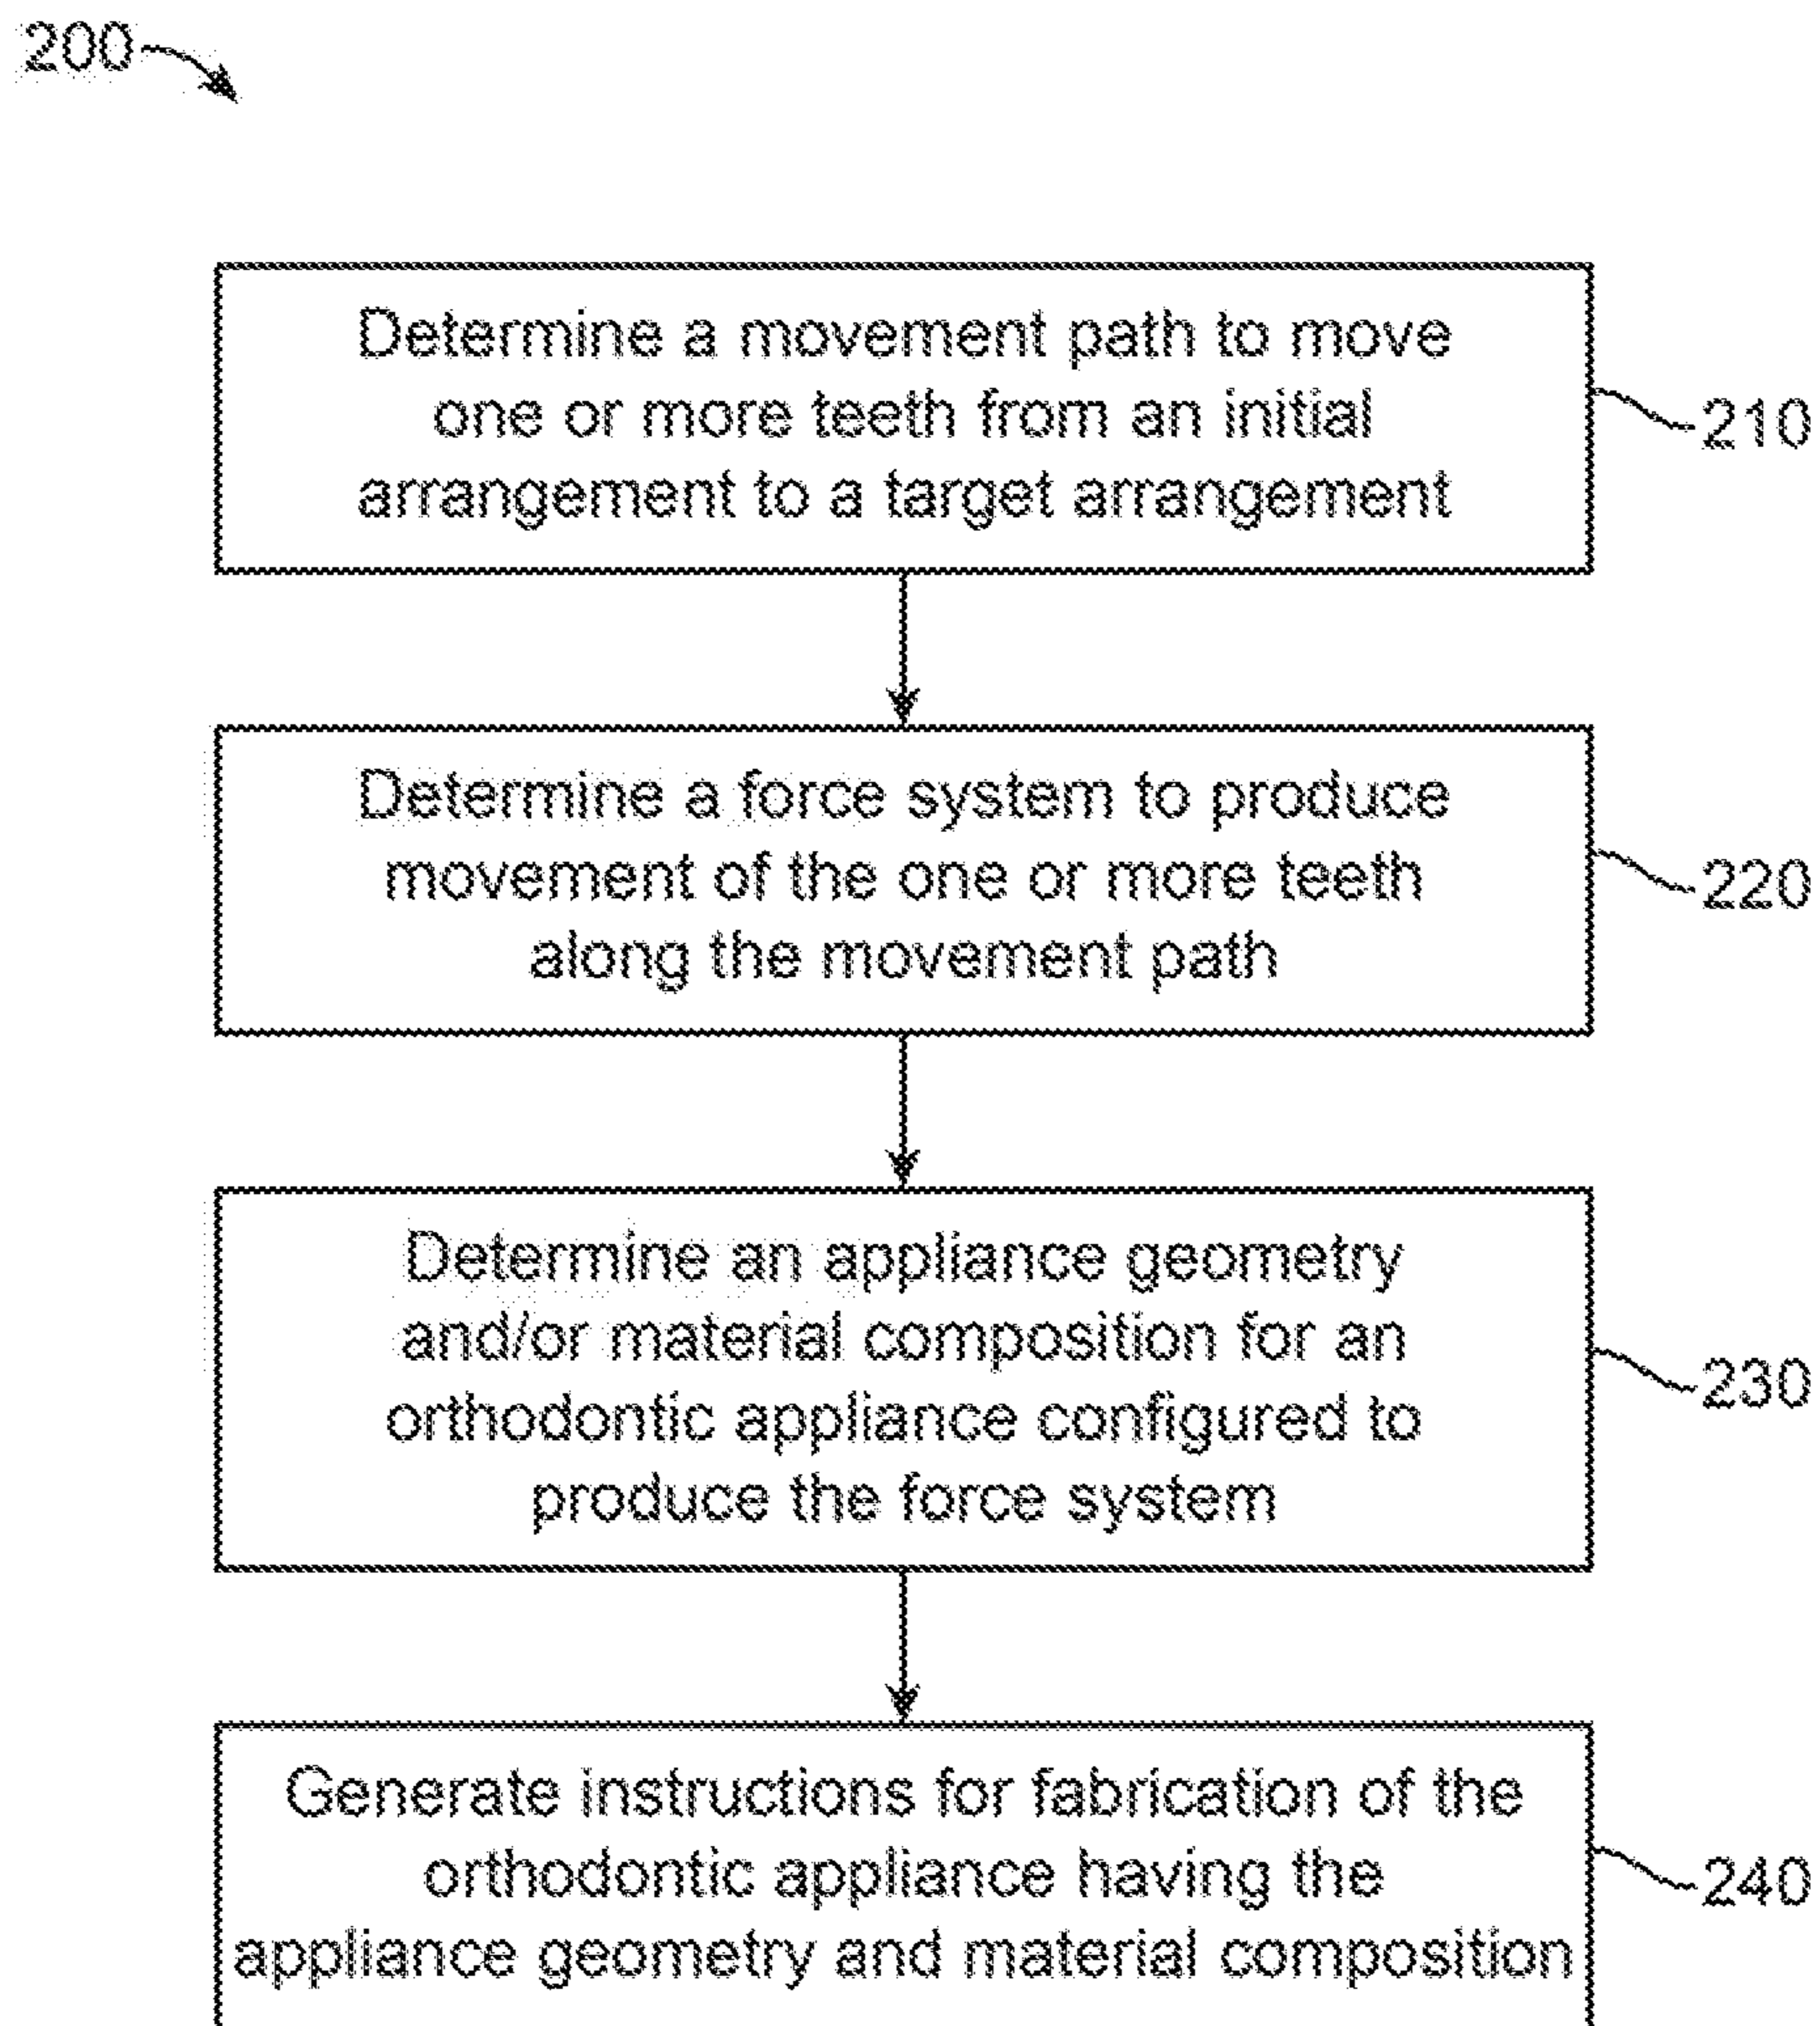 200
Determine a movement path to move
one or more teeth from an initial
arrangement to a target arrangement
210
Determine a force system to produce
movement of the one or more teeth
along the movement path
220
Determine an appliance geometry
and/or material composition for an
orthodontic appliance configured to
produce the force system
230
Generate instructions for fabrication of the
orthodontic appliance having the
appliance geometry and material composition
240